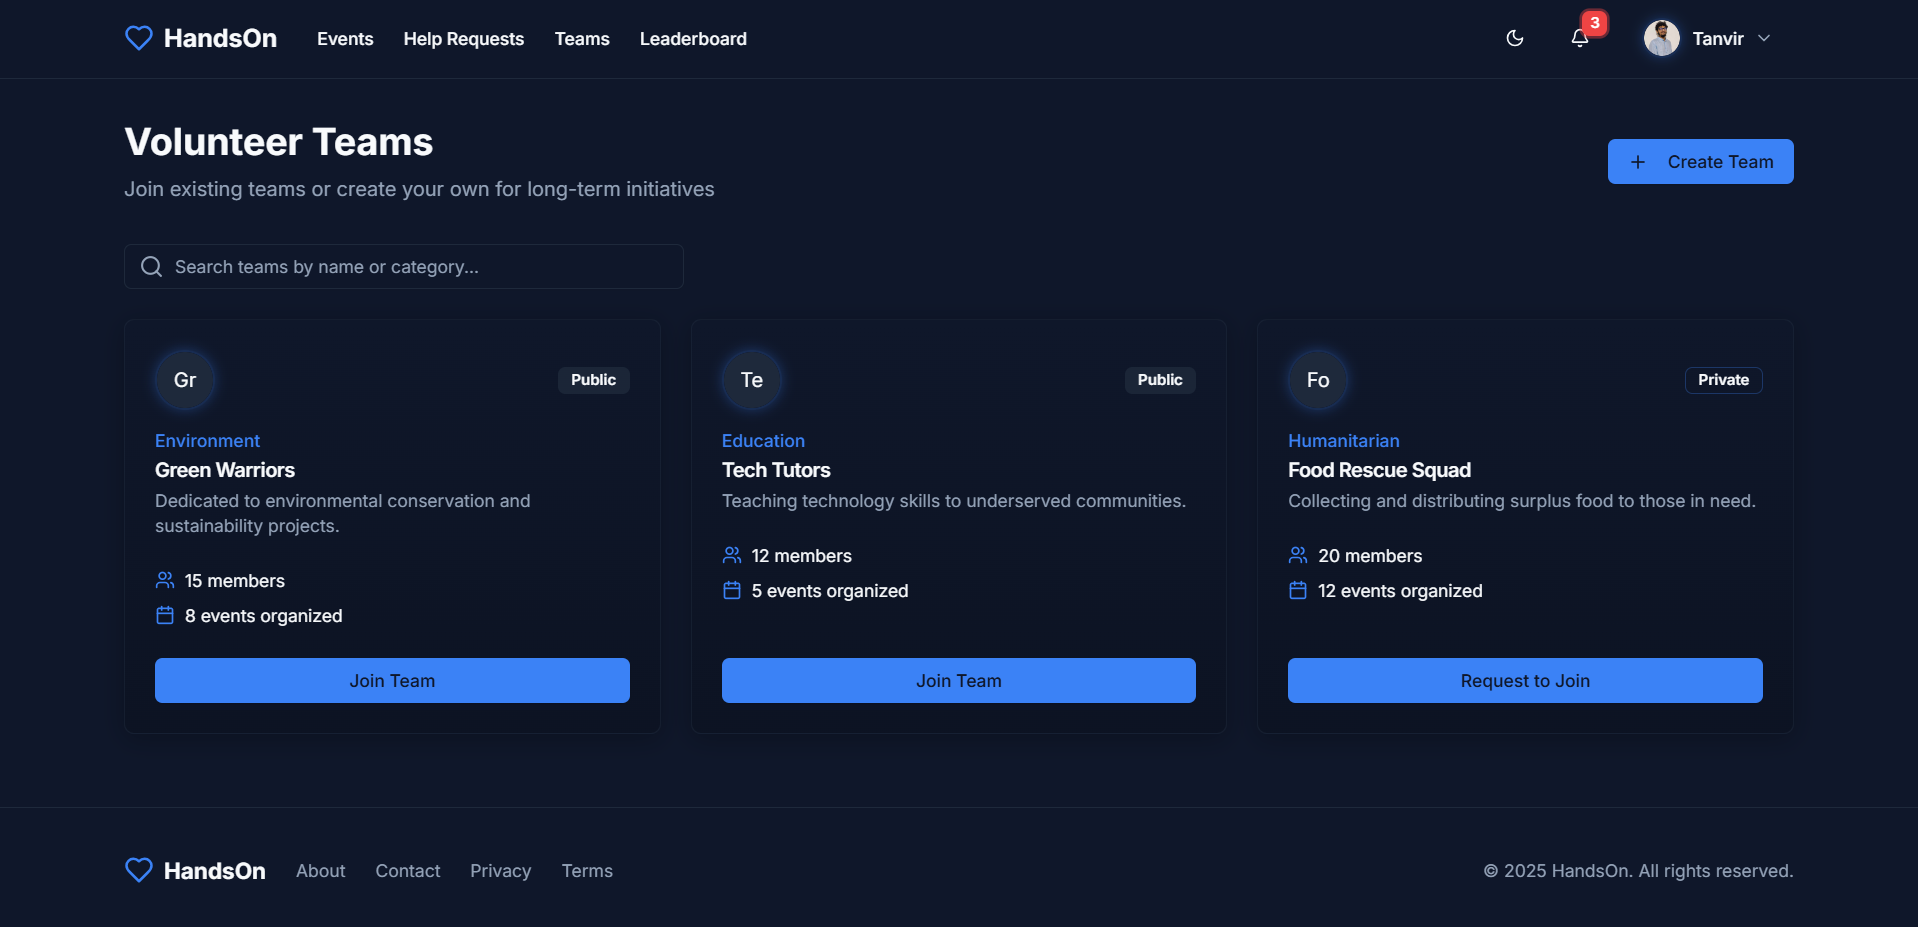 HandsOn
Events
Help Requests
Teams
Leaderboard
3
Tanvir
Volunteer Teams
Join existing teams or create your own for long-term initiatives
Create Team
Search teams by name or category...
Gr
Public
Environment
Green Warriors
Dedicated to environmental conservation and
sustainability projects.
15 members
8 events organized
Join Team
Te
Public
Education
Tech Tutors
Teaching technology skills to underserved communities.
12 members
5 events organized
Join Team
Fo
Private
Humanitarian
Food Rescue Squad
Collecting and distributing surplus food to those in need.
20 members
12 events organized
Request to Join
HandsOn
About
Contact
Privacy
Terms
© 2025 HandsOn. All rights reserved.